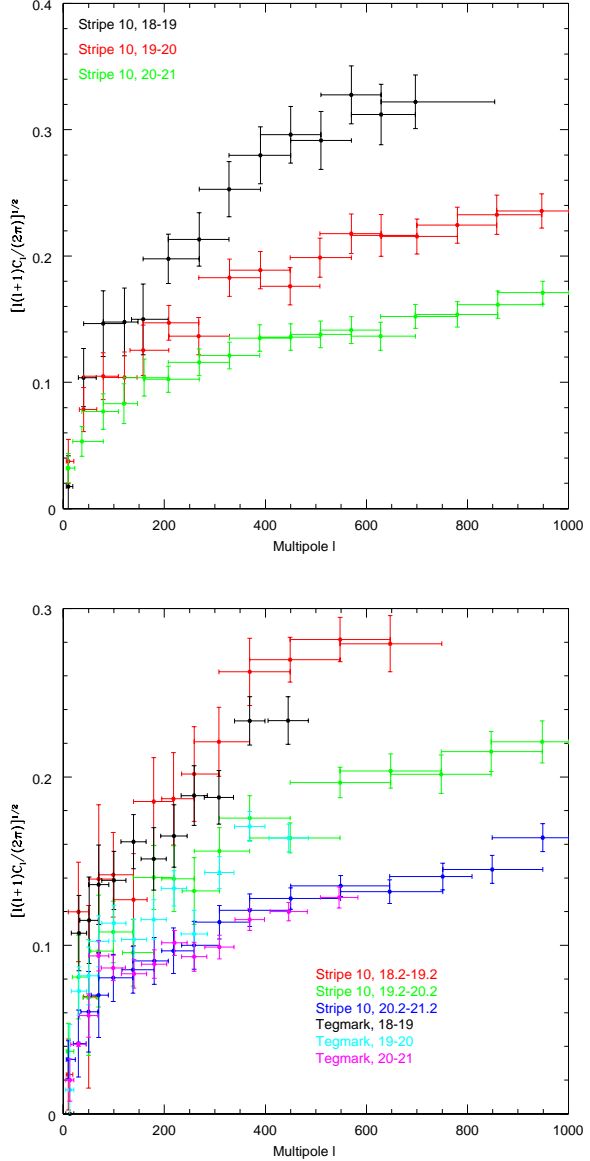 0.4
Stripe 10, 18-19
Stripe 10, 19-20
Stripe 10, 20-21
0.3
0.2
0.1
0
[l(l+1)C_l/(2π)]^{1/2}
0 200 400 600 800 1000
Multipole l
0.3
0.2
0.1
0
[l(l+1)C_l/(2π)]^{1/2}
Stripe 10, 18.2-19.2
Stripe 10, 19.2-20.2
Stripe 10, 20.2-21.2
Tegmark, 18-19
Tegmark, 19-20
Tegmark, 20-21
0 200 400 600 800 1000
Multipole l